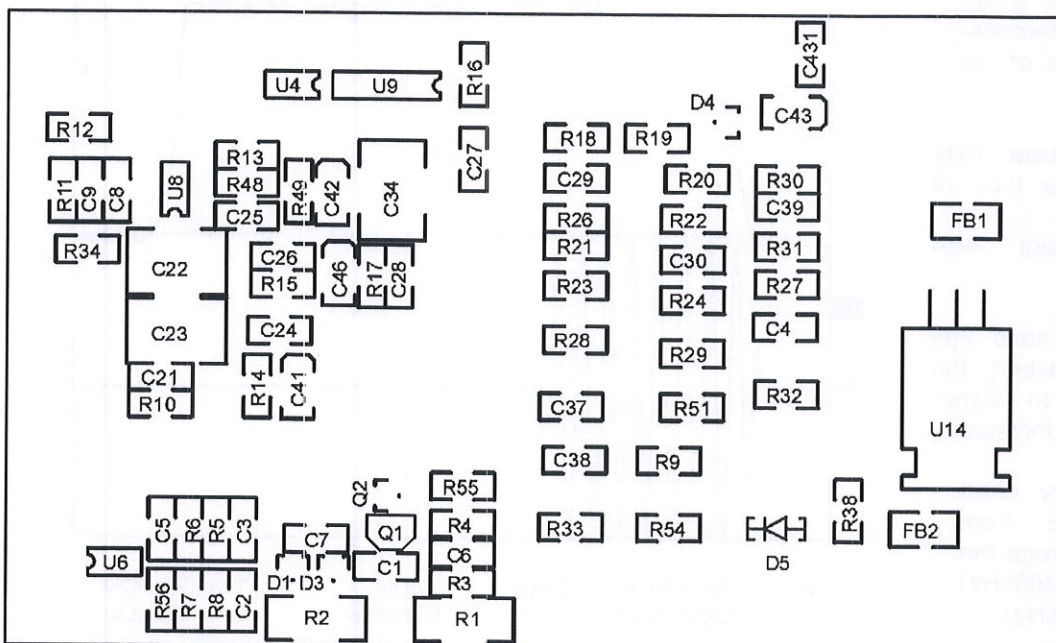 C431
R16
U4 U9
D4 C43
R12
R18 R19
C27
R13
R11 C9 C8 U8 R48 R49 C42 C34 C29 R20 R30
C25 R26 R22 C39 FB1
R34 C26 R21 R31
C22 R15 C46 R17 C28 C30
R23 R24 R27
C23 C24 R28 C4
R29
C21 R14 C41
R10 C37 R51 R32
U14
C38 R9
Q2 R55
C5 R6 R5 C3 C7 Q1 R4 R33 R54 R38 FB2
U6 C1 C6 D5
D1 D3 R3
R56 R7 R8 C2 R2 R1